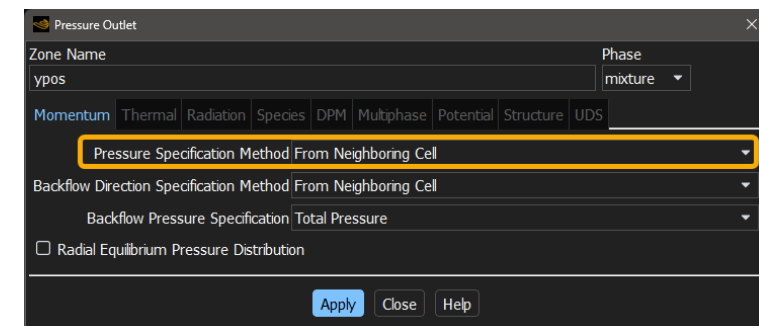 Pressure Outlet
Zone Name Phase
ypos mixture
Momentum Thermal Radiation Species DPM Multiphase Potential Structure UDS
Pressure Specification Method From Neighboring Cell
Backflow Direction Specification Method From Neighboring Cell
Backflow Pressure Specification Total Pressure
Radial Equilibrium Pressure Distribution
Apply Close Help